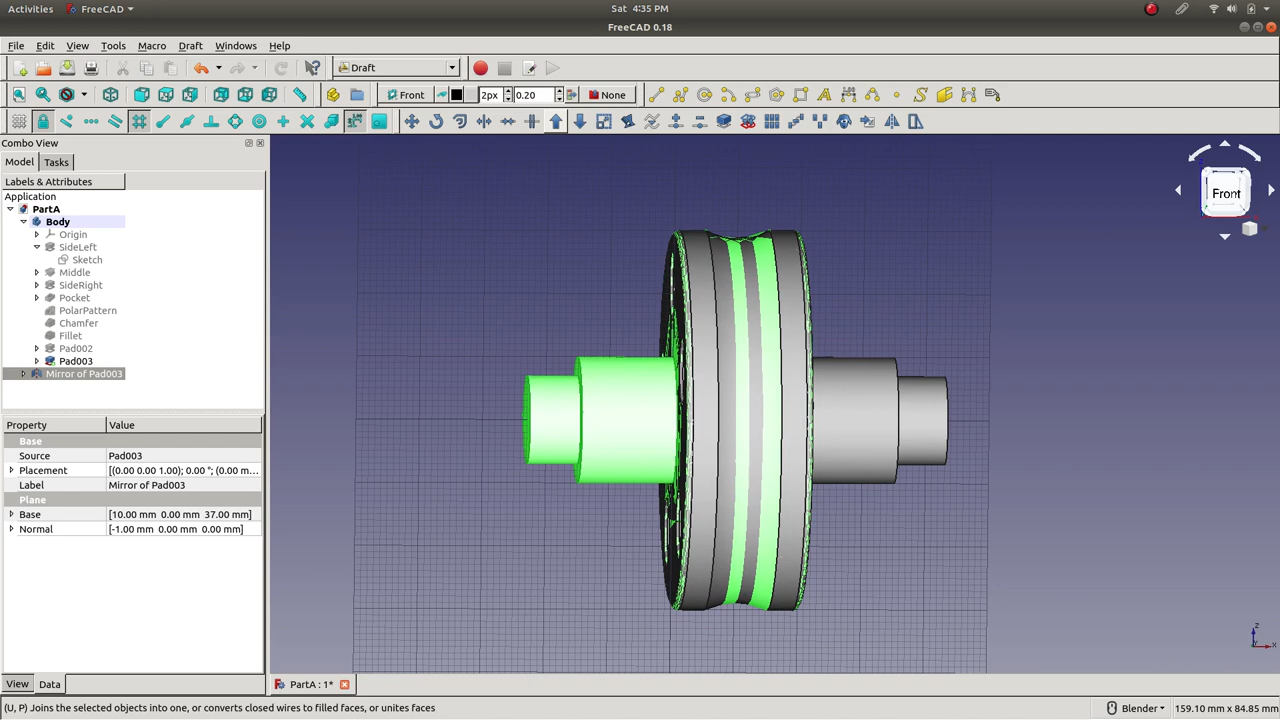 Activities FreeCAD Sat 4:35 PM
FreeCAD 0.18
File Edit View Tools Macro Draft Windows Help
Draft
Front 2px 0.20 None
Combo View
Model Tasks
Labels & Attributes
Application
PartA
Body
Origin
SideLeft
Sketch
Middle
SideRight
Pocket
PolarPattern
Chamfer
Fillet
Pad002
Pad003
Mirror of Pad003
Property Value
Base
Source Pad003
Placement [(0.00 0.00 1.00); 0.00 °; (0.00 m...
Label Mirror of Pad003
Plane
Base [10.00 mm 0.00 mm 37.00 mm]
Normal [-1.00 mm 0.00 mm 0.00 mm]
Front
z
x
View Data PartA : 1*
(U, P) Joins the selected objects into one, or converts closed wires to filled faces, or unites faces Blender 159.10 mm x 84.85 mm